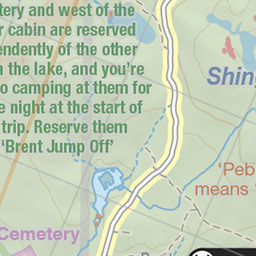 tery and west of the
cabin are reserved
endently of the other
the lake, and you're
o camping at them for
night at the start of
trip. Reserve them
'Brent Jump Off'
Shin
'Peb
means '
Cemetery